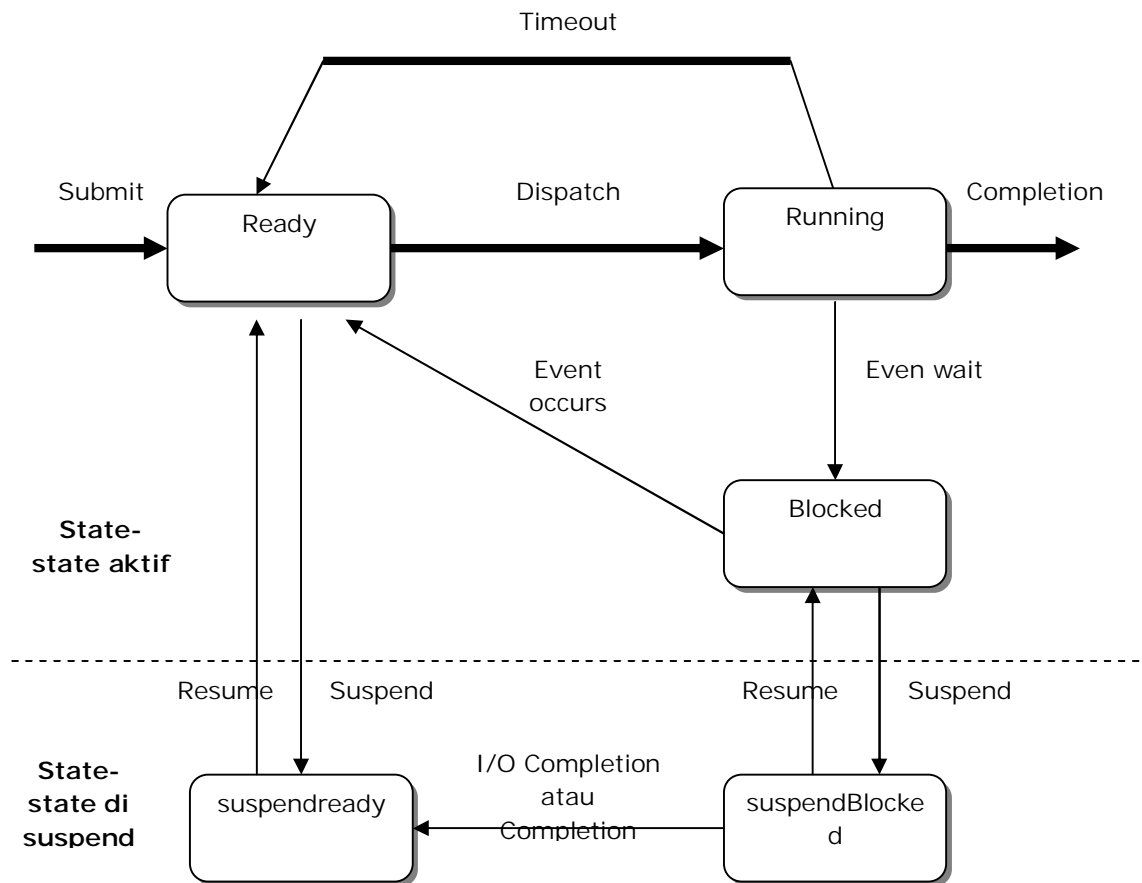 Timeout
Submit
Dispatch
Completion
Ready
Running
Event
occurs
Even wait
Blocked
State-
state aktif
Resume
Suspend
Resume
Suspend
State-
state di
suspend
suspendready
I/O Completion
atau
Completion
suspendBlocke
d